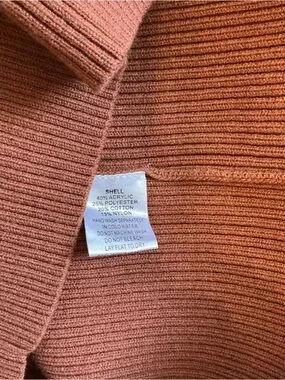 SHELL
40% ACRYLIC
25% POLYESTER
20% COTTON
15% NYLON
HAND WASH SEPARATELY
IN COLD WATER
DO NOT MACHINE WASH
DO NOT BLEACH
LAY FLAT TO DRY